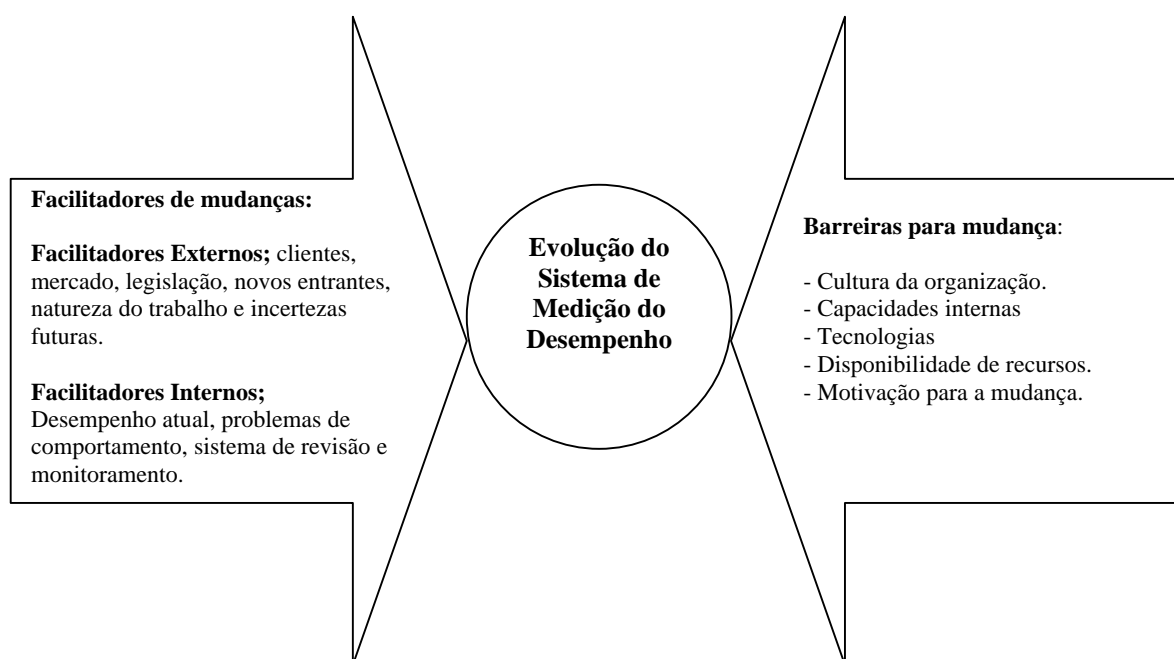 Facilitadores de mudanças:
Facilitadores Externos; clientes,
mercado, legislação, novos entrantes,
natureza do trabalho e incertezas
futuras.
Facilitadores Internos;
Desempenho atual, problemas de
comportamento, sistema de revisão e
monitoramento.
Evolução do
Sistema de
Medição do
Desempenho
Barreiras para mudança:
- Cultura da organização.
- Capacidades internas
- Tecnologias
- Disponibilidade de recursos.
- Motivação para a mudança.